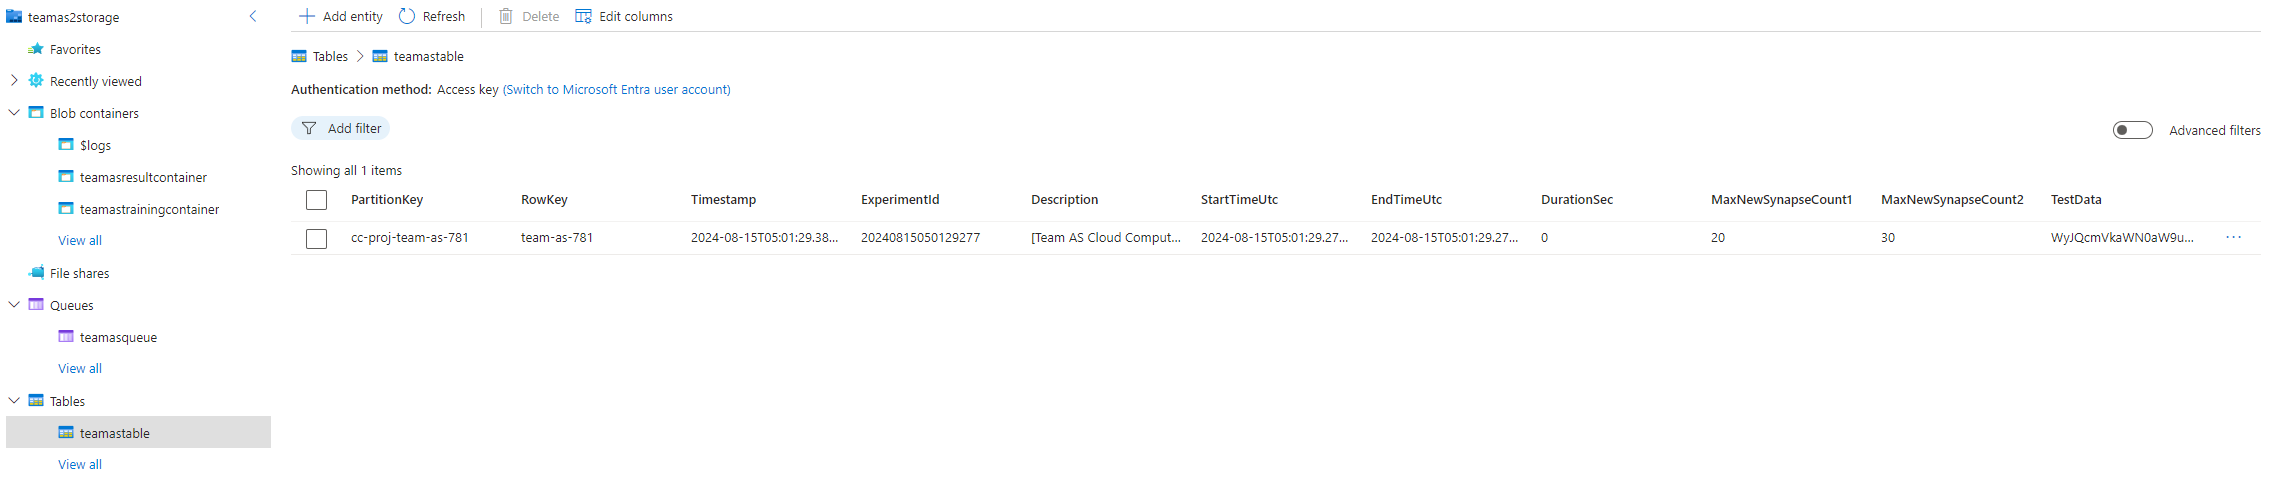 teamas2storage
Favorites
Recently viewed
Blob containers
$logs
teamasresultcontainer
teamastrainingcontainer
View all
File shares
Queues
teamasqueue
View all
Tables
teamastable
View all
Add entity Refresh Delete Edit columns
Tables > teamastable
Authentication method: Access key (Switch to Microsoft Entra user account)
Add filter
Advanced filters
Showing all 1 items
PartitionKey RowKey Timestamp ExperimentId Description StartTimeUtc EndTimeUtc DurationSec MaxNewSynapseCount1 MaxNewSynapseCount2 TestData
cc-proj-team-as-781 team-as-781 2024-08-15T05:01:29.38... 20240815050129277 [Team AS Cloud Comput... 2024-08-15T05:01:29.27... 2024-08-15T05:01:29.27... 0 20 30 WyJQcmVkaWN0aW9u... ...